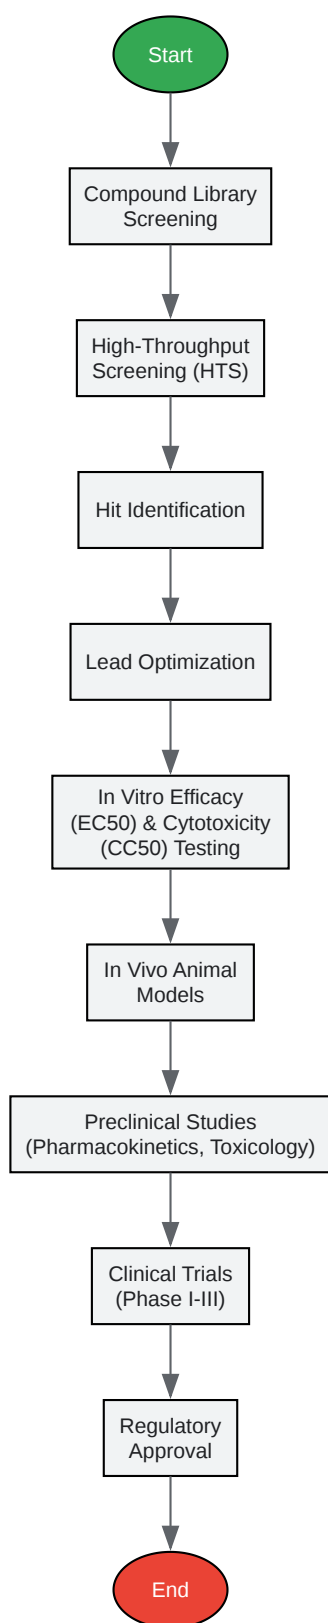 Start
Compound Library
Screening
High-Throughput
Screening (HTS)
Hit Identification
Lead Optimization
In Vitro Efficacy
(EC50) & Cytotoxicity
(CC50) Testing
In Vivo Animal
Models
Preclinical Studies
(Pharmacokinetics, Toxicology)
Clinical Trials
(Phase I-III)
Regulatory
Approval
End